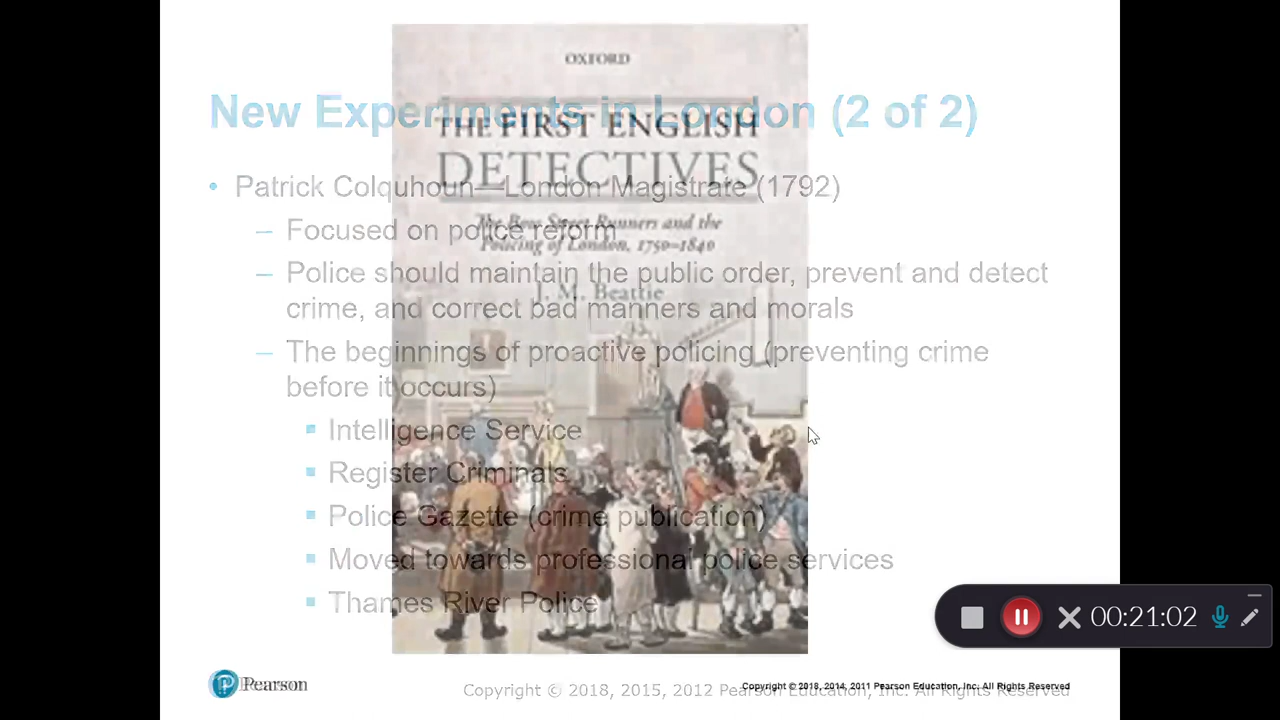 OXFORD
New Experiments in London (2 of 2)
THE FIRST ENGLISH
DETECTIVES
• Patrick Colquhoun—London Magistrate (1792)
The Bow Street Runners and the
– Focused on police reform
Policing of London, 1750–1840
– Police should maintain the public order, prevent and detect
J. M. Beattie
crime, and correct bad manners and morals
– The beginnings of proactive policing (preventing crime
before it occurs)
▪ Intelligence Service
▪ Register Criminals
▪ Police Gazette (crime publication)
▪ Moved towards professional police services
▪ Thames River Police
00:21:02
Pearson
Copyright © 2018, 2015, 2012 Pearson Education, Inc. All Rights Reserved
Copyright © 2018, 2014, 2011 Pearson Education, Inc. All Rights Reserved